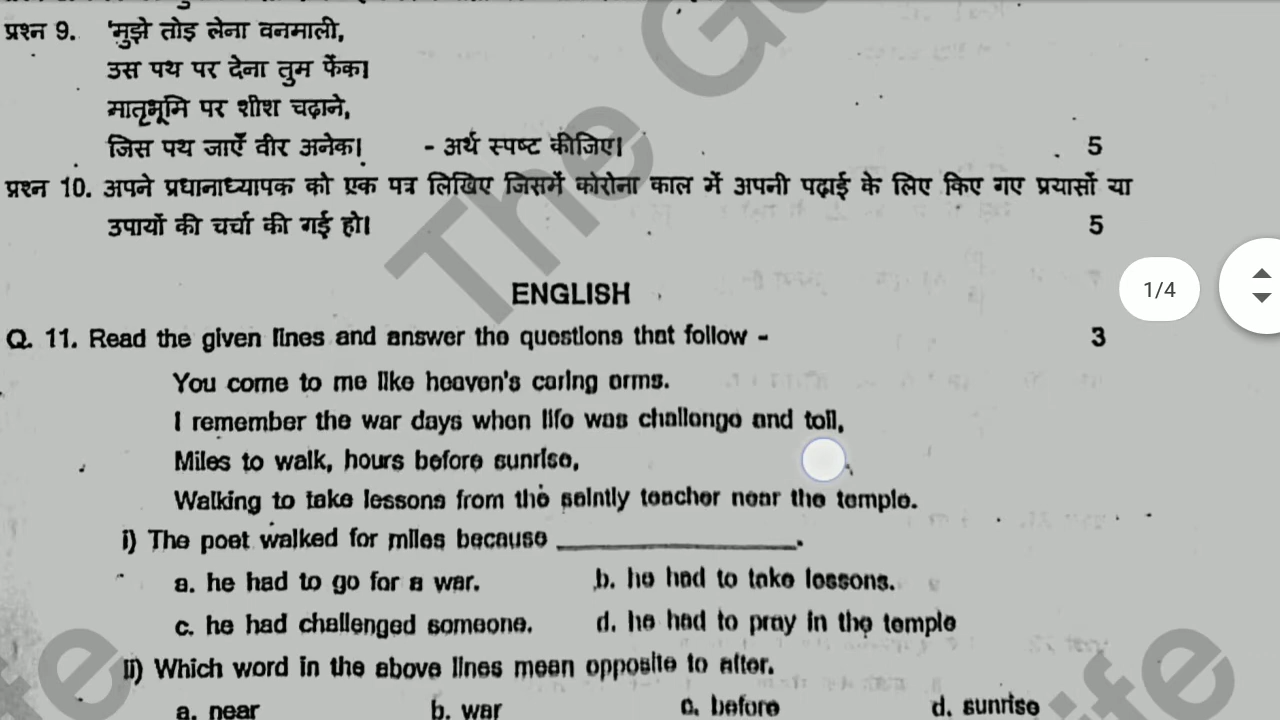 प्रश्न 9. 'मुझे तोड़ लेना वनमाली,
उस पथ पर देना तुम फेंक।
मातृभूमि पर शीश चढ़ाने,
जिस पथ जाएँ वीर अनेक। - अर्थ स्पष्ट कीजिए। 5
प्रश्न 10. अपने प्रधानाध्यापक को एक पत्र लिखिए जिसमें कोरोना काल में अपनी पढ़ाई के लिए किए गए प्रयासों या
उपायों की चर्चा की गई हो। 5
ENGLISH
1/4
Q. 11. Read the given lines and answer the questions that follow - 3
You come to me like heaven's caring arms.
I remember the war days when life was challenge and toil,
Miles to walk, hours before sunrise,
Walking to take lessons from the saintly teacher near the temple.
i) The poet walked for miles because ____________.
a. he had to go for a war. b. he had to take lessons.
c. he had challenged someone. d. he had to pray in the temple
ii) Which word in the above lines mean opposite to after.
a. near b. war c. before d. sunrise
The G
fe
ife